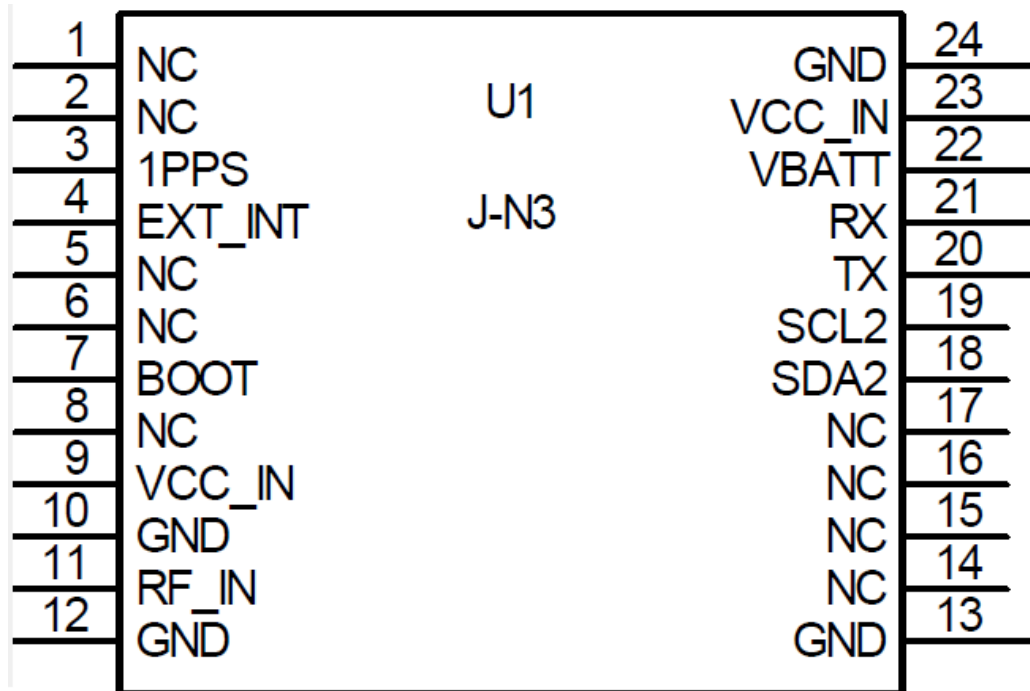 1 NC GND 24
2 NC U1 VCC_IN 23
3 1PPS VBATT 22
4 EXT_INT J-N3 RX 21
5 NC TX 20
6 NC SCL2 19
7 BOOT SDA2 18
8 NC NC 17
9 VCC_IN NC 16
10 GND NC 15
11 RF_IN NC 14
12 GND GND 13